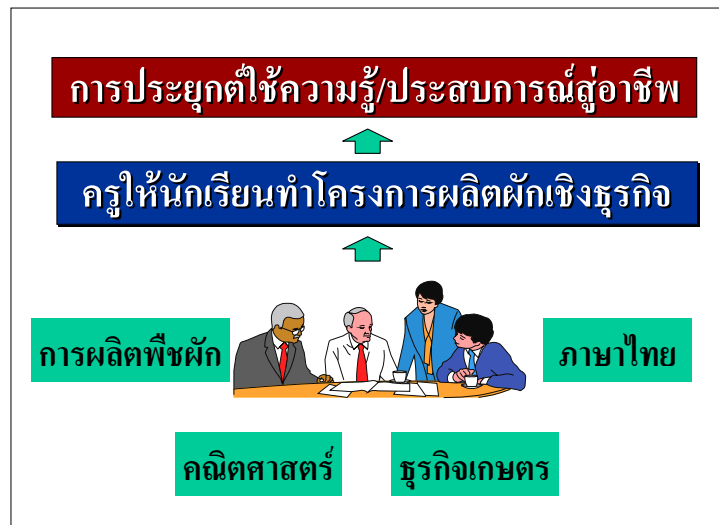 การประยุกต์ใช้ความรู้/ประสบการณ์สู่อาชีพ
ครูให้นักเรียนทำโครงการผลิตผักเชิงธุรกิจ
การผลิตพืชผัก
ภาษาไทย
คณิตศาสตร์
ธุรกิจเกษตร